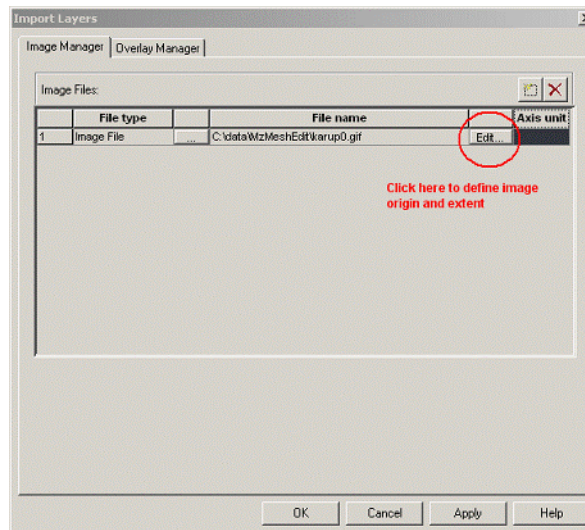 Import Layers
Image Manager Overlay Manager
Image Files:
File type File name Axis unit
1 Image File ... C:\data\MzMeshEdit\karup0.gif Edit...
Click here to define image
origin and extent
OK Cancel Apply Help